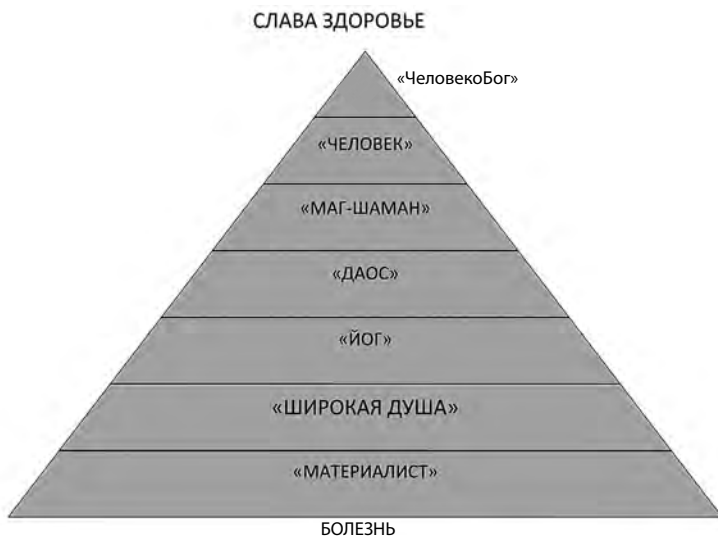 СЛАВА ЗДОРОВЬЕ
«ЧеловекоБог»
«ЧЕЛОВЕК»
«МАГ-ШАМАН»
«ДАОС»
«ЙОГ»
«ШИРОКАЯ ДУША»
«МАТЕРИАЛИСТ»
БОЛЕЗНЬ